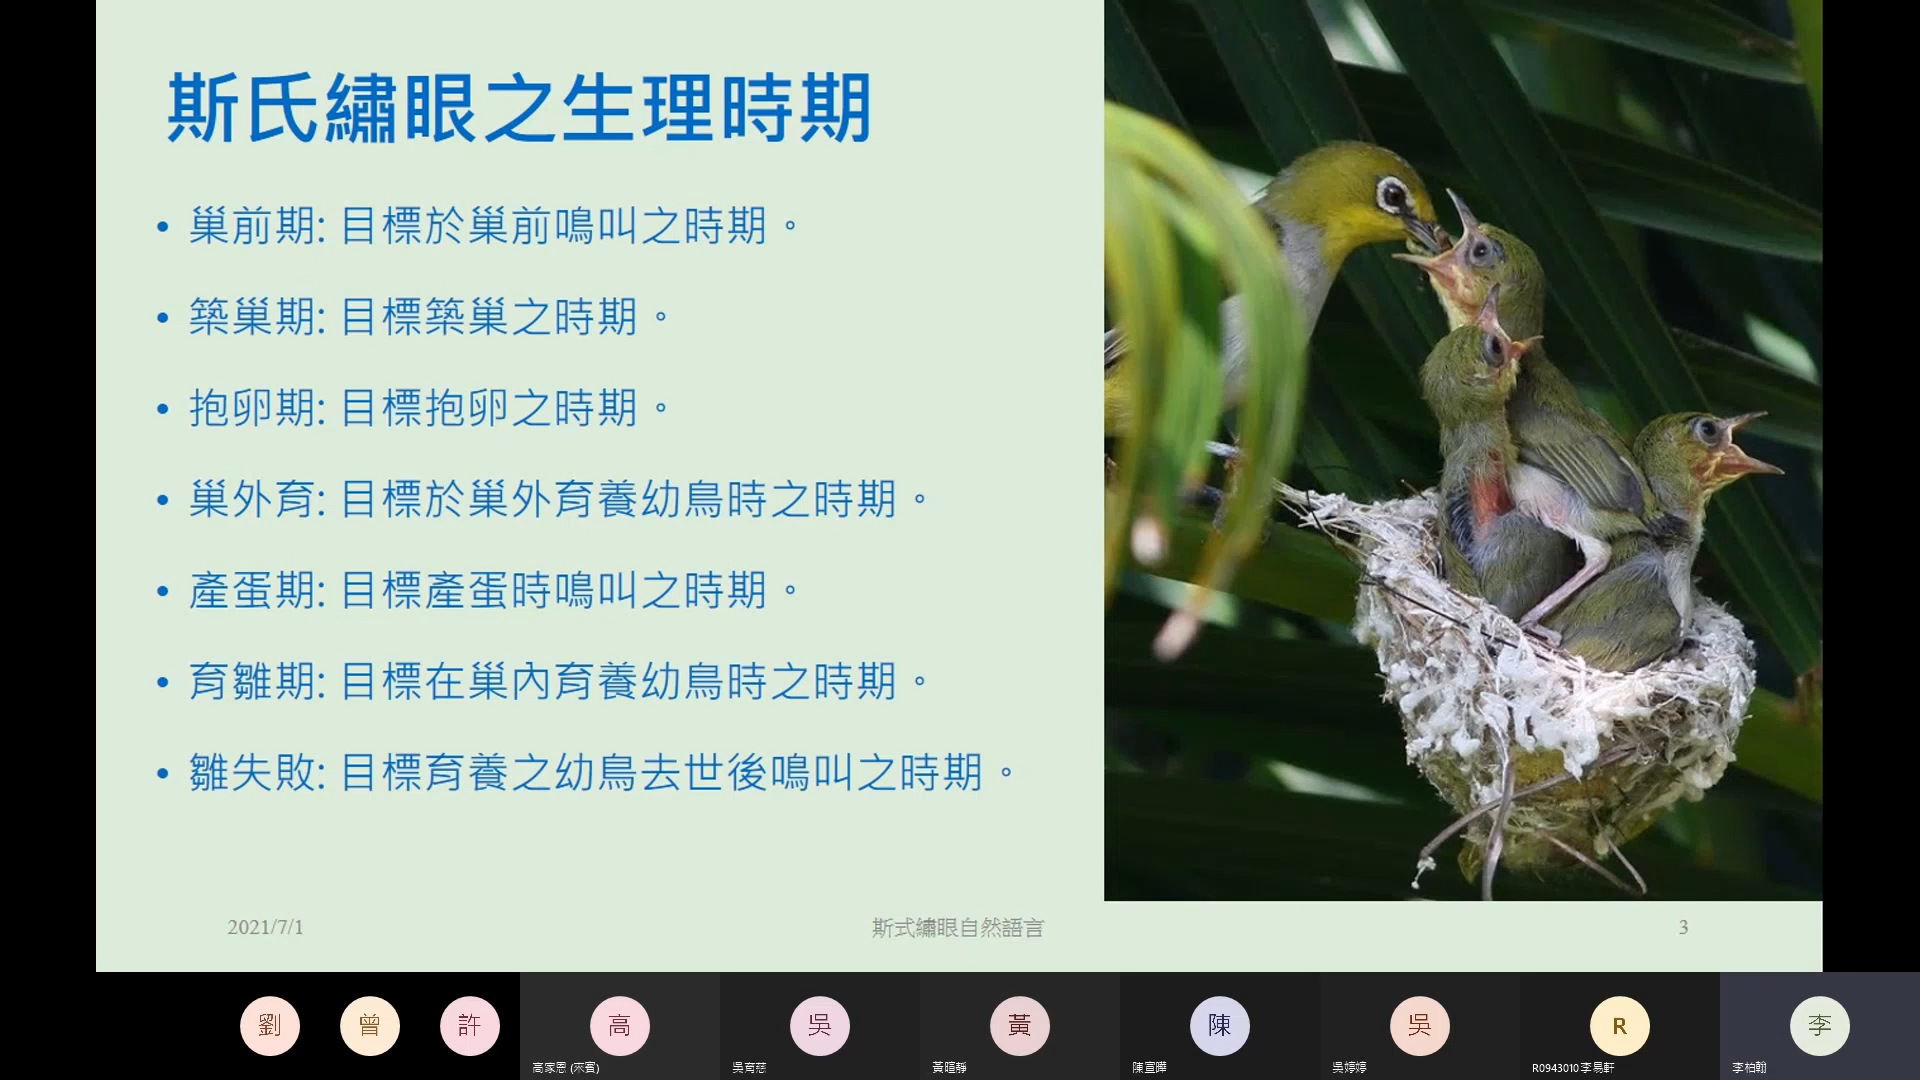 斯氏繡眼之生理時期
• 巢前期: 目標於巢前鳴叫之時期。
• 築巢期: 目標築巢之時期。
• 抱卵期: 目標抱卵之時期。
• 巢外育: 目標於巢外育養幼鳥時之時期。
• 產蛋期: 目標產蛋時鳴叫之時期。
• 育雛期: 目標在巢內育養幼鳥時之時期。
• 雛失敗: 目標育養之幼鳥去世後鳴叫之時期。
2021/7/1
斯式繡眼自然語言
3
劉
曾
許
高
吳
黃
陳
吳
R
李
高家恩 (來賓)
吳育慈
黃暄靜
陳宣曄
吳婷婷
R0943010李易軒
李柏翰